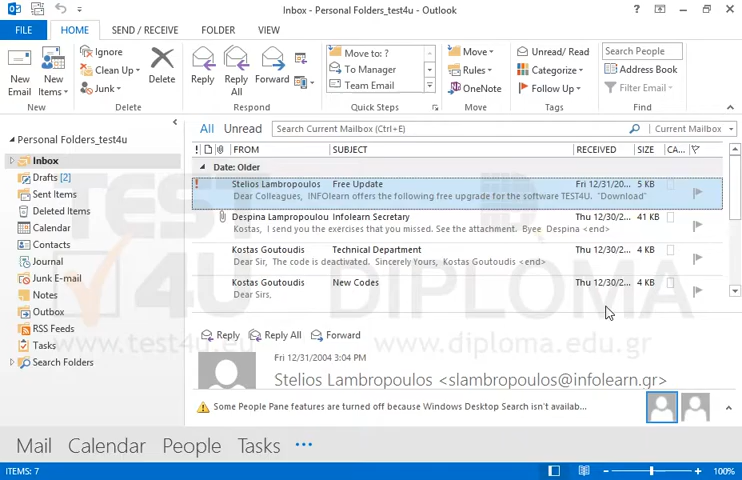 Inbox - Personal Folders_test4u - Outlook
FILE HOME SEND / RECEIVE FOLDER VIEW
New Email
New Items
New
Ignore
Clean Up
Junk
Delete
Delete
Reply
Reply All
Forward
Respond
Move to: ?
To Manager
Team Email
Quick Steps
Move
Rules
OneNote
Move
Unread/ Read
Categorize
Follow Up
Tags
Search People
Address Book
Filter Email
Find
Personal Folders_test4u
Inbox
Drafts [2]
Sent Items
Deleted Items
Calendar
Contacts
Journal
Junk E-mail
Notes
Outbox
RSS Feeds
Tasks
Search Folders
All Unread Search Current Mailbox (Ctrl+E) Current Mailbox
! FROM SUBJECT RECEIVED SIZE CA...
Date: Older
Stelios Lambropoulos Free Update Fri 12/31/20... 5 KB
Dear Colleagues, INFOlearn offers the following free upgrade for the software TEST4U. "Download"
Despina Lampropoulou Infolearn Secretary Thu 12/30/2... 41 KB
Kostas, I send you the exercises that you missed. See the attachment. Byee Despina <end>
Kostas Goutoudis Technical Department Thu 12/30/2... 4 KB
Dear Sir, The code is deactivated. Sincerely Yours, Kostas Goutoudis <end>
Kostas Goutoudis New Codes Thu 12/30/2... 4 KB
Dear Sirs,
Reply Reply All Forward
Fri 12/31/2004 3:04 PM
Stelios Lambropoulos <slambropoulos@infolearn.gr>
Some People Pane features are turned off because Windows Desktop Search isn't availab...
Mail Calendar People Tasks ...
ITEMS: 7 100%
TEST 4U DIPLOMA
www.test4u.eu www.diploma.edu.gr